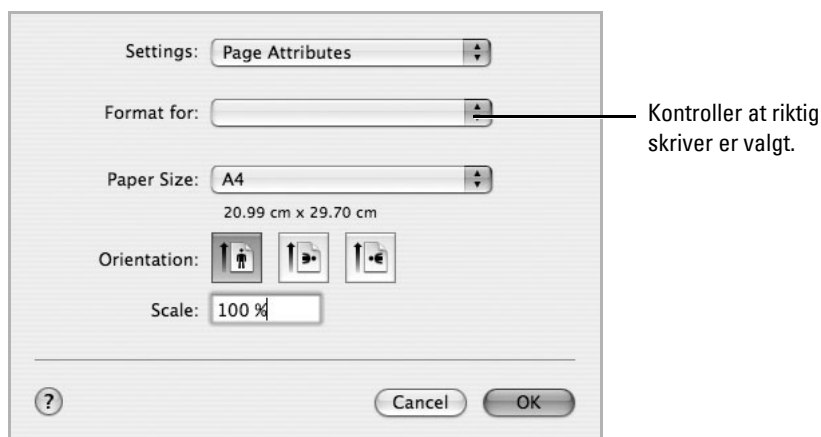 Settings: Page Attributes
Format for:
Kontroller at riktig
skriver er valgt.
Paper Size: A4
20.99 cm x 29.70 cm
Orientation:
Scale: 100 %
?
Cancel OK